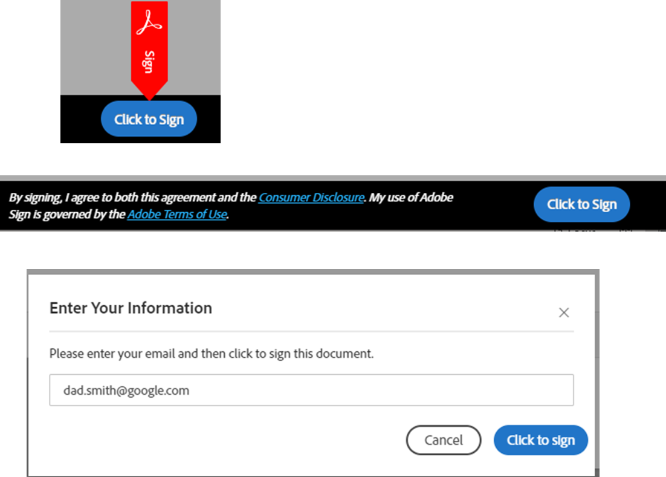 Sign
Click to Sign
By signing, I agree to both this agreement and the Consumer Disclosure. My use of Adobe
Sign is governed by the Adobe Terms of Use.
Click to Sign
Enter Your Information
Please enter your email and then click to sign this document.
dad.smith@google.com
Cancel
Click to sign